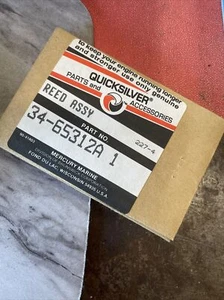 to keep your engine running longer
and stronger use only genuine
QUICKSILVER®
PARTS and ACCESSORIES
REED ASSY
PART NO
227-4
34-65312A 1
MERCURY MARINE
FOND DU LAC, WISCONSIN 54935 U.S.A.